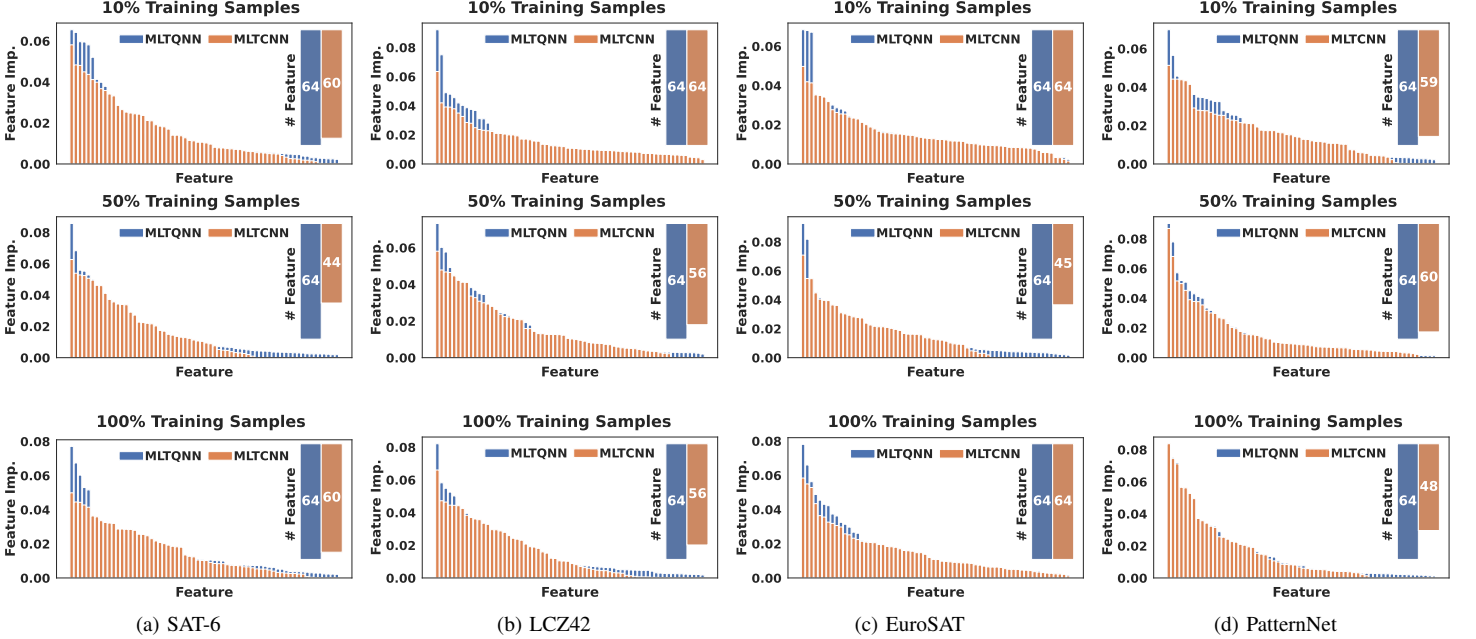 10% Training Samples
Feature Imp.
0.06
0.04
0.02
0.00
MLTQNN
MLTCNN
# Feature
64
60
Feature
10% Training Samples
Feature Imp.
0.08
0.06
0.04
0.02
0.00
MLTQNN
MLTCNN
# Feature
64
64
Feature
10% Training Samples
Feature Imp.
0.06
0.04
0.02
0.00
MLTQNN
MLTCNN
# Feature
64
64
Feature
10% Training Samples
Feature Imp.
0.06
0.04
0.02
0.00
MLTQNN
MLTCNN
# Feature
64
59
Feature
50% Training Samples
Feature Imp.
0.08
0.06
0.04
0.02
0.00
MLTQNN
MLTCNN
# Feature
64
44
Feature
50% Training Samples
Feature Imp.
0.06
0.04
0.02
0.00
MLTQNN
MLTCNN
# Feature
64
56
Feature
50% Training Samples
Feature Imp.
0.08
0.06
0.04
0.02
0.00
MLTQNN
MLTCNN
# Feature
64
45
Feature
50% Training Samples
Feature Imp.
0.08
0.06
0.04
0.02
0.00
MLTQNN
MLTCNN
# Feature
64
60
Feature
100% Training Samples
Feature Imp.
0.08
0.06
0.04
0.02
0.00
MLTQNN
MLTCNN
# Feature
64
60
Feature
100% Training Samples
Feature Imp.
0.08
0.06
0.04
0.02
0.00
MLTQNN
MLTCNN
# Feature
64
56
Feature
100% Training Samples
Feature Imp.
0.08
0.06
0.04
0.02
0.00
MLTQNN
MLTCNN
# Feature
64
64
Feature
100% Training Samples
Feature Imp.
0.08
0.06
0.04
0.02
0.00
MLTQNN
MLTCNN
# Feature
64
48
Feature
(a) SAT-6
(b) LCZ42
(c) EuroSAT
(d) PatternNet